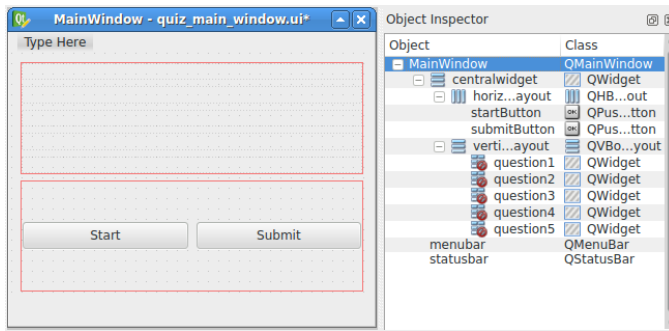 MainWindow - quiz_main_window.ui*
Type Here
Start Submit
Object Inspector
Object Class
MainWindow QMainWindow
centralwidget QWidget
horiz...ayout QHB...out
startButton QPus...tton
submitButton QPus...tton
verti...ayout QVBo...yout
question1 QWidget
question2 QWidget
question3 QWidget
question4 QWidget
question5 QWidget
menubar QMenuBar
statusbar QStatusBar